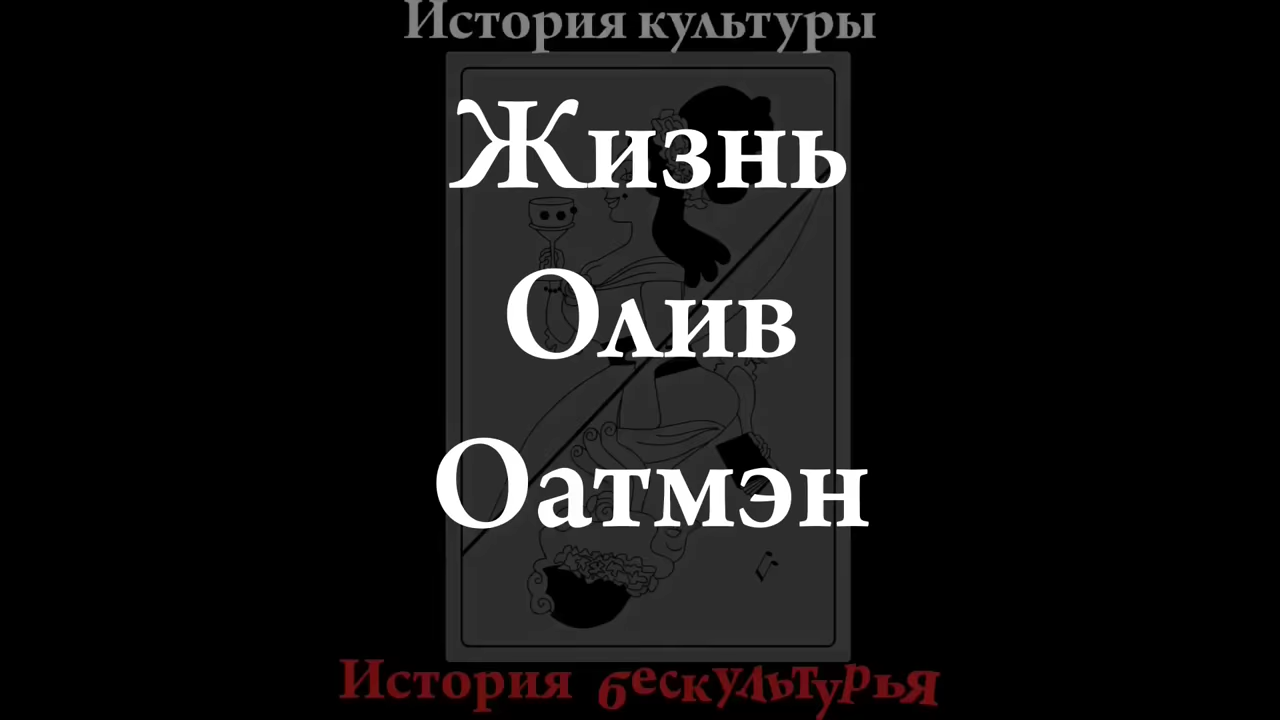 История культуры
Жизнь
Олив
Оатмэн
История бескультурья